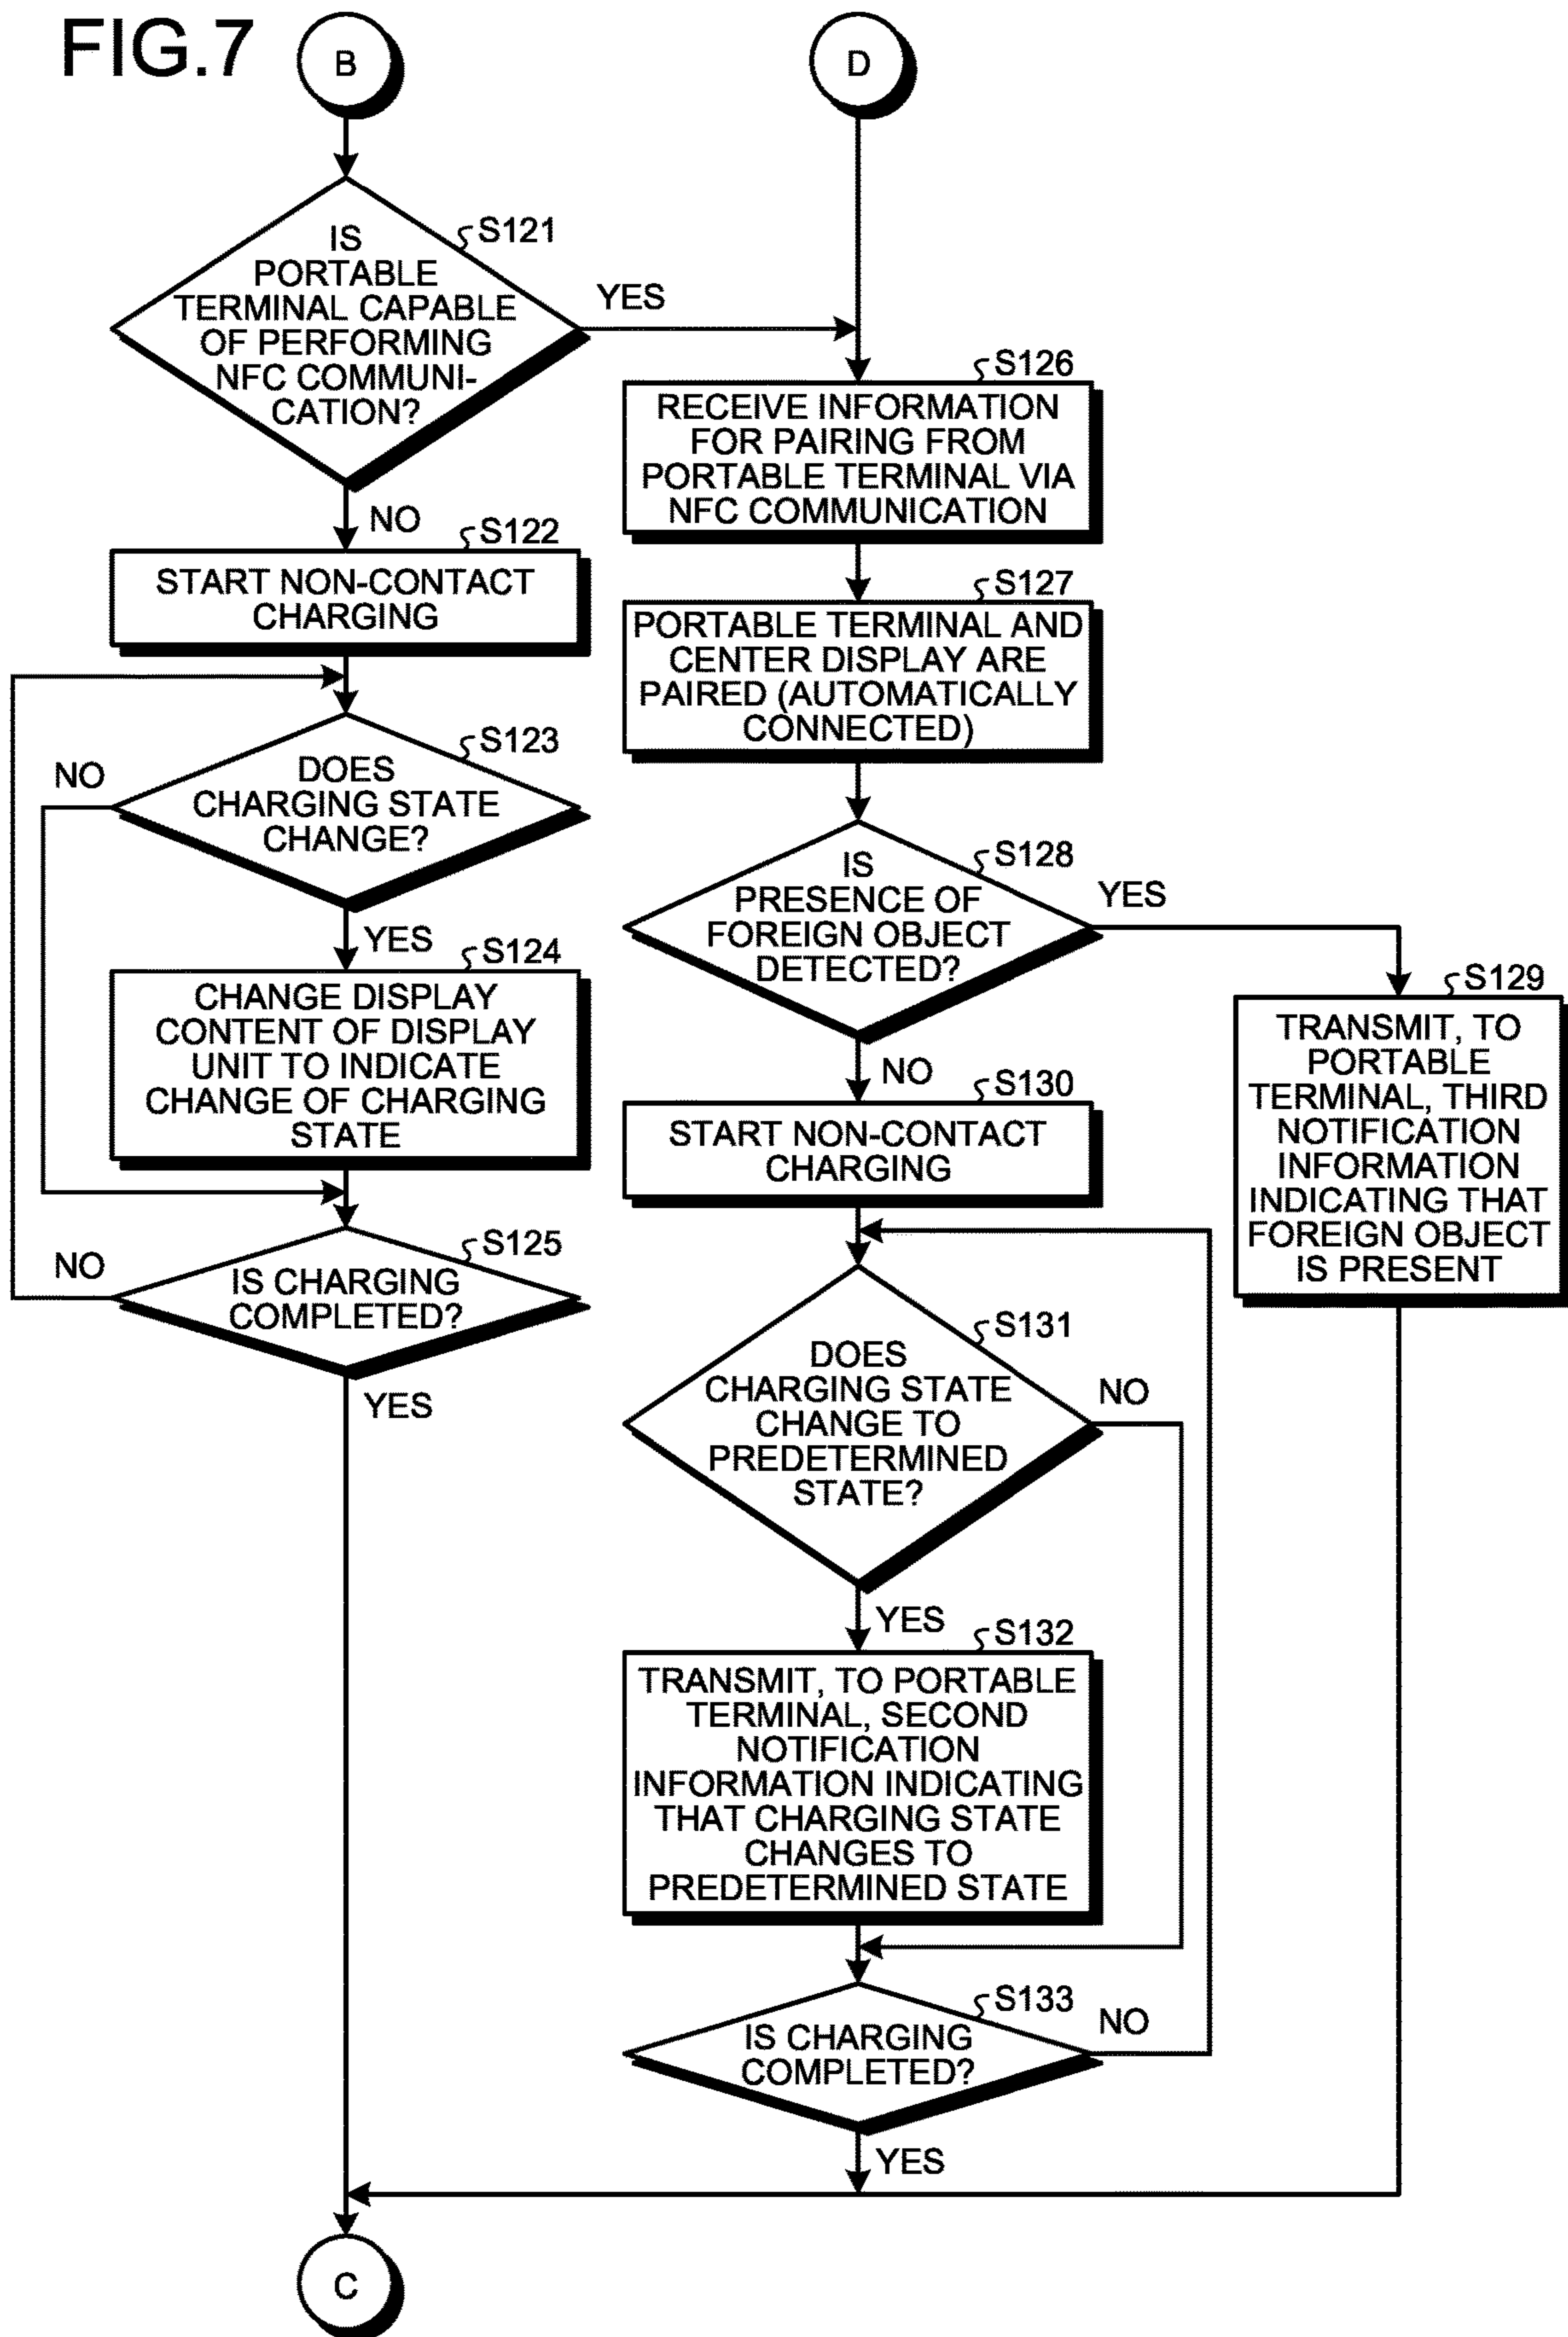 FIG.7
B
D
S121
IS
PORTABLE
TERMINAL CAPABLE
OF PERFORMING
NFC COMMUNI-
CATION?
YES
NO
S122
START NON-CONTACT
CHARGING
S123
DOES
CHARGING STATE
CHANGE?
NO
YES
S124
CHANGE DISPLAY
CONTENT OF DISPLAY
UNIT TO INDICATE
CHANGE OF CHARGING
STATE
S125
IS CHARGING
COMPLETED?
NO
YES
S126
RECEIVE INFORMATION
FOR PAIRING FROM
PORTABLE TERMINAL VIA
NFC COMMUNICATION
S127
PORTABLE TERMINAL AND
CENTER DISPLAY ARE
PAIRED (AUTOMATICALLY
CONNECTED)
S128
IS
PRESENCE OF
FOREIGN OBJECT
DETECTED?
YES
NO
S129
TRANSMIT, TO
PORTABLE
TERMINAL, THIRD
NOTIFICATION
INFORMATION
INDICATING THAT
FOREIGN OBJECT
IS PRESENT
S130
START NON-CONTACT
CHARGING
S131
DOES
CHARGING STATE
CHANGE TO
PREDETERMINED
STATE?
NO
YES
S132
TRANSMIT, TO PORTABLE
TERMINAL, SECOND
NOTIFICATION
INFORMATION INDICATING
THAT CHARGING STATE
CHANGES TO
PREDETERMINED STATE
S133
IS CHARGING
COMPLETED?
NO
YES
C